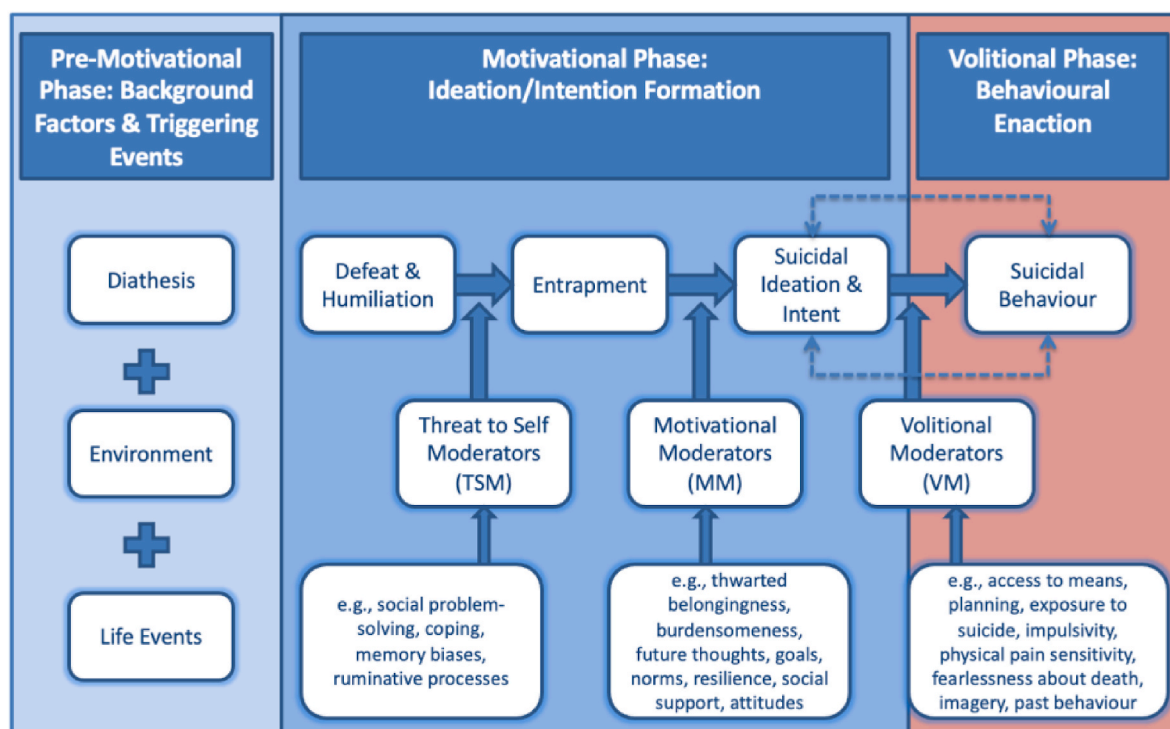 Pre-Motivational
Phase: Background
Factors & Triggering
Events
Motivational Phase:
Ideation/Intention Formation
Volitional Phase:
Behavioural
Enaction
Diathesis
Environment
Life Events
Defeat &
Humiliation
Entrapment
Suicidal
Ideation &
Intent
Suicidal
Behaviour
Threat to Self
Moderators
(TSM)
Motivational
Moderators
(MM)
Volitional
Moderators
(VM)
e.g., social problem-
solving, coping,
memory biases,
ruminative processes
e.g., thwarted
belongingness,
burdensomeness,
future thoughts, goals,
norms, resilience, social
support, attitudes
e.g., access to means,
planning, exposure to
suicide, impulsivity,
physical pain sensitivity,
fearlessness about death,
imagery, past behaviour